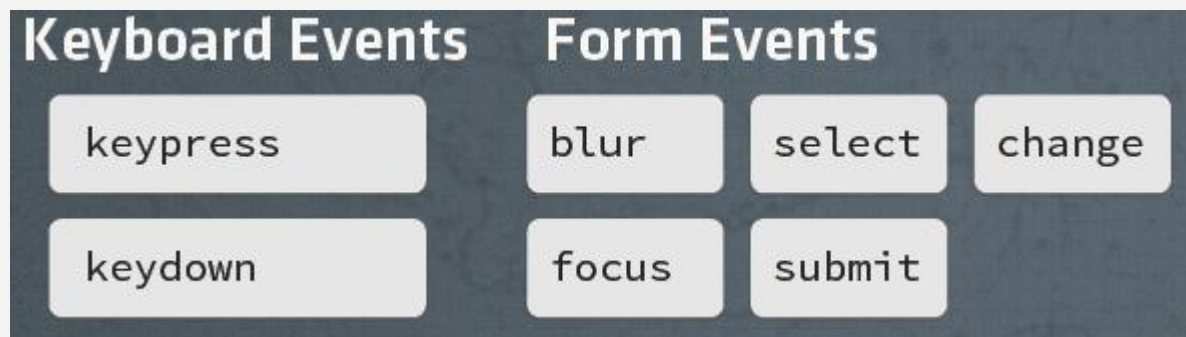 Keyboard Events Form Events
keypress blur select change
keydown focus submit